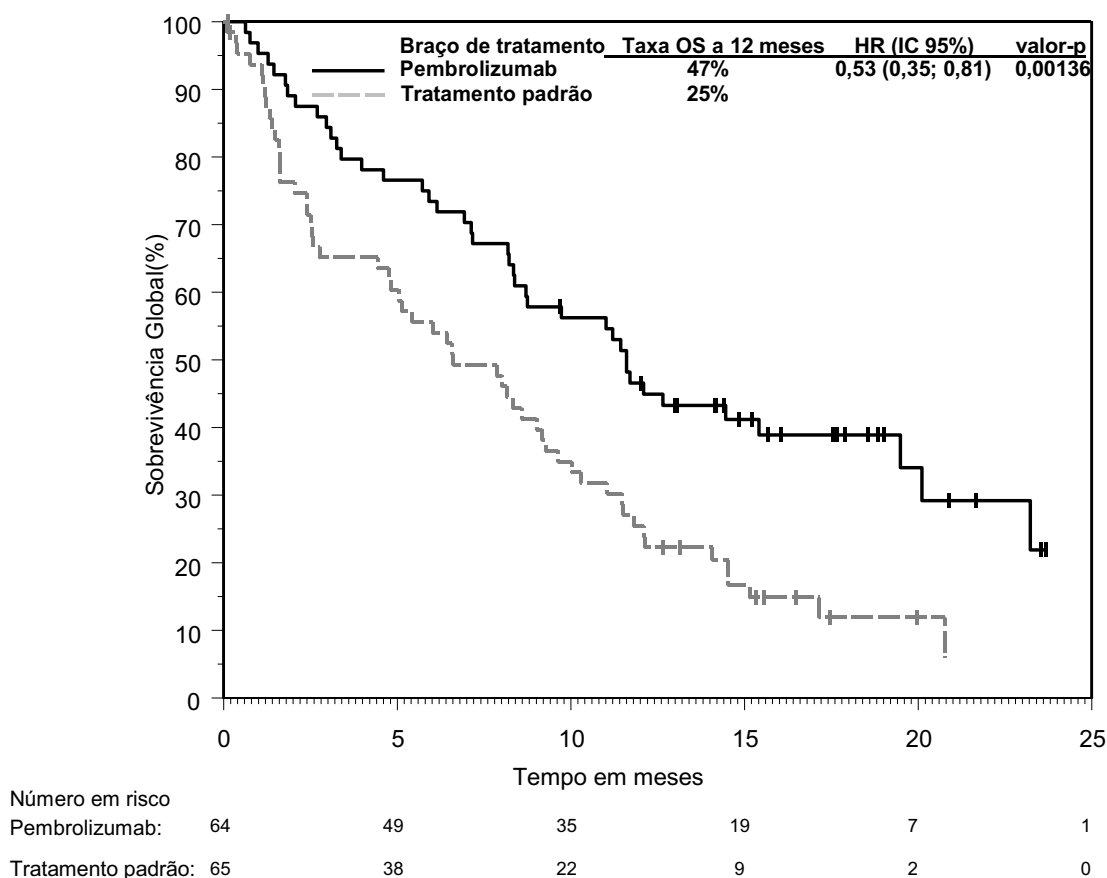 Braço de tratamento Taxa OS a 12 meses HR (IC 95%) valor-p
Pembrolizumab 47% 0,53 (0,35; 0,81) 0,00136
Tratamento padrão 25%
Sobrevivência Global(%)
100
90
80
70
60
50
40
30
20
10
0
0 5 10 15 20 25
Tempo em meses
Número em risco
Pembrolizumab: 64 49 35 19 7 1
Tratamento padrão: 65 38 22 9 2 0